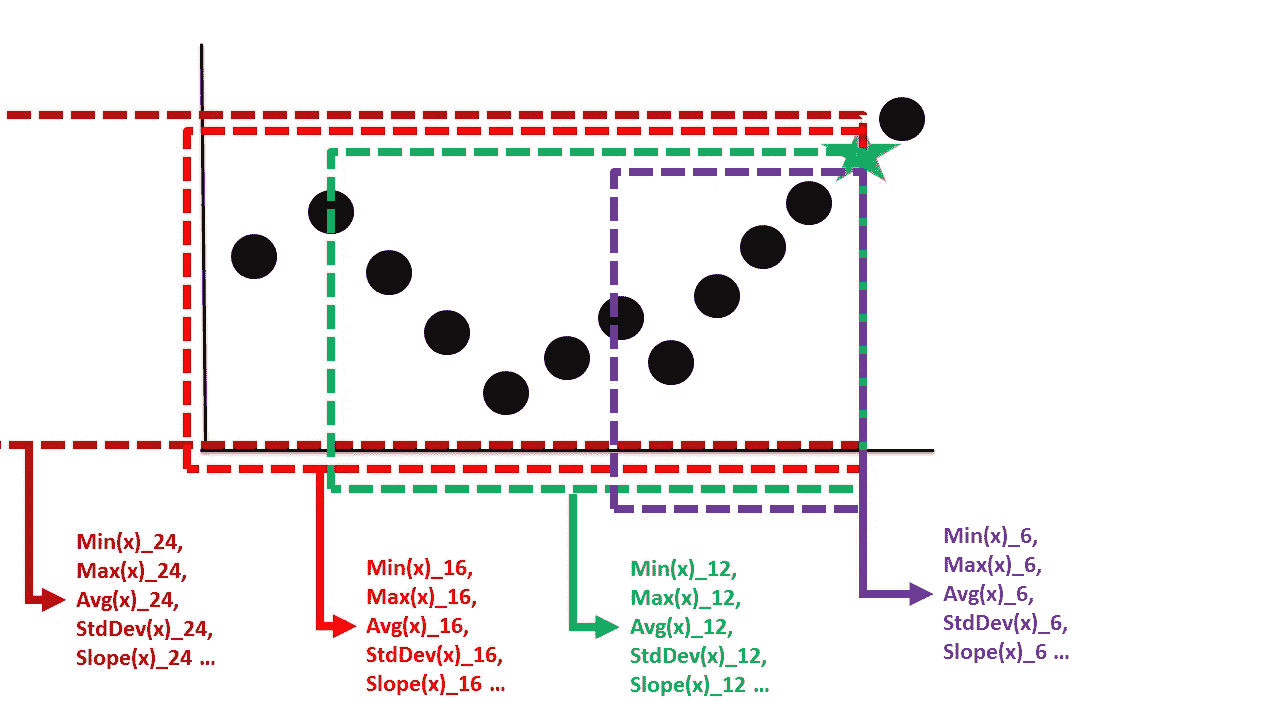 Min(x)_24,
Max(x)_24,
Avg(x)_24,
StdDev(x)_24,
Slope(x)_24 ...
Min(x)_16,
Max(x)_16,
Avg(x)_16,
StdDev(x)_16,
Slope(x)_16 ...
Min(x)_12,
Max(x)_12,
Avg(x)_12,
StdDev(x)_12,
Slope(x)_12 ...
Min(x)_6,
Max(x)_6,
Avg(x)_6,
StdDev(x)_6,
Slope(x)_6 ...